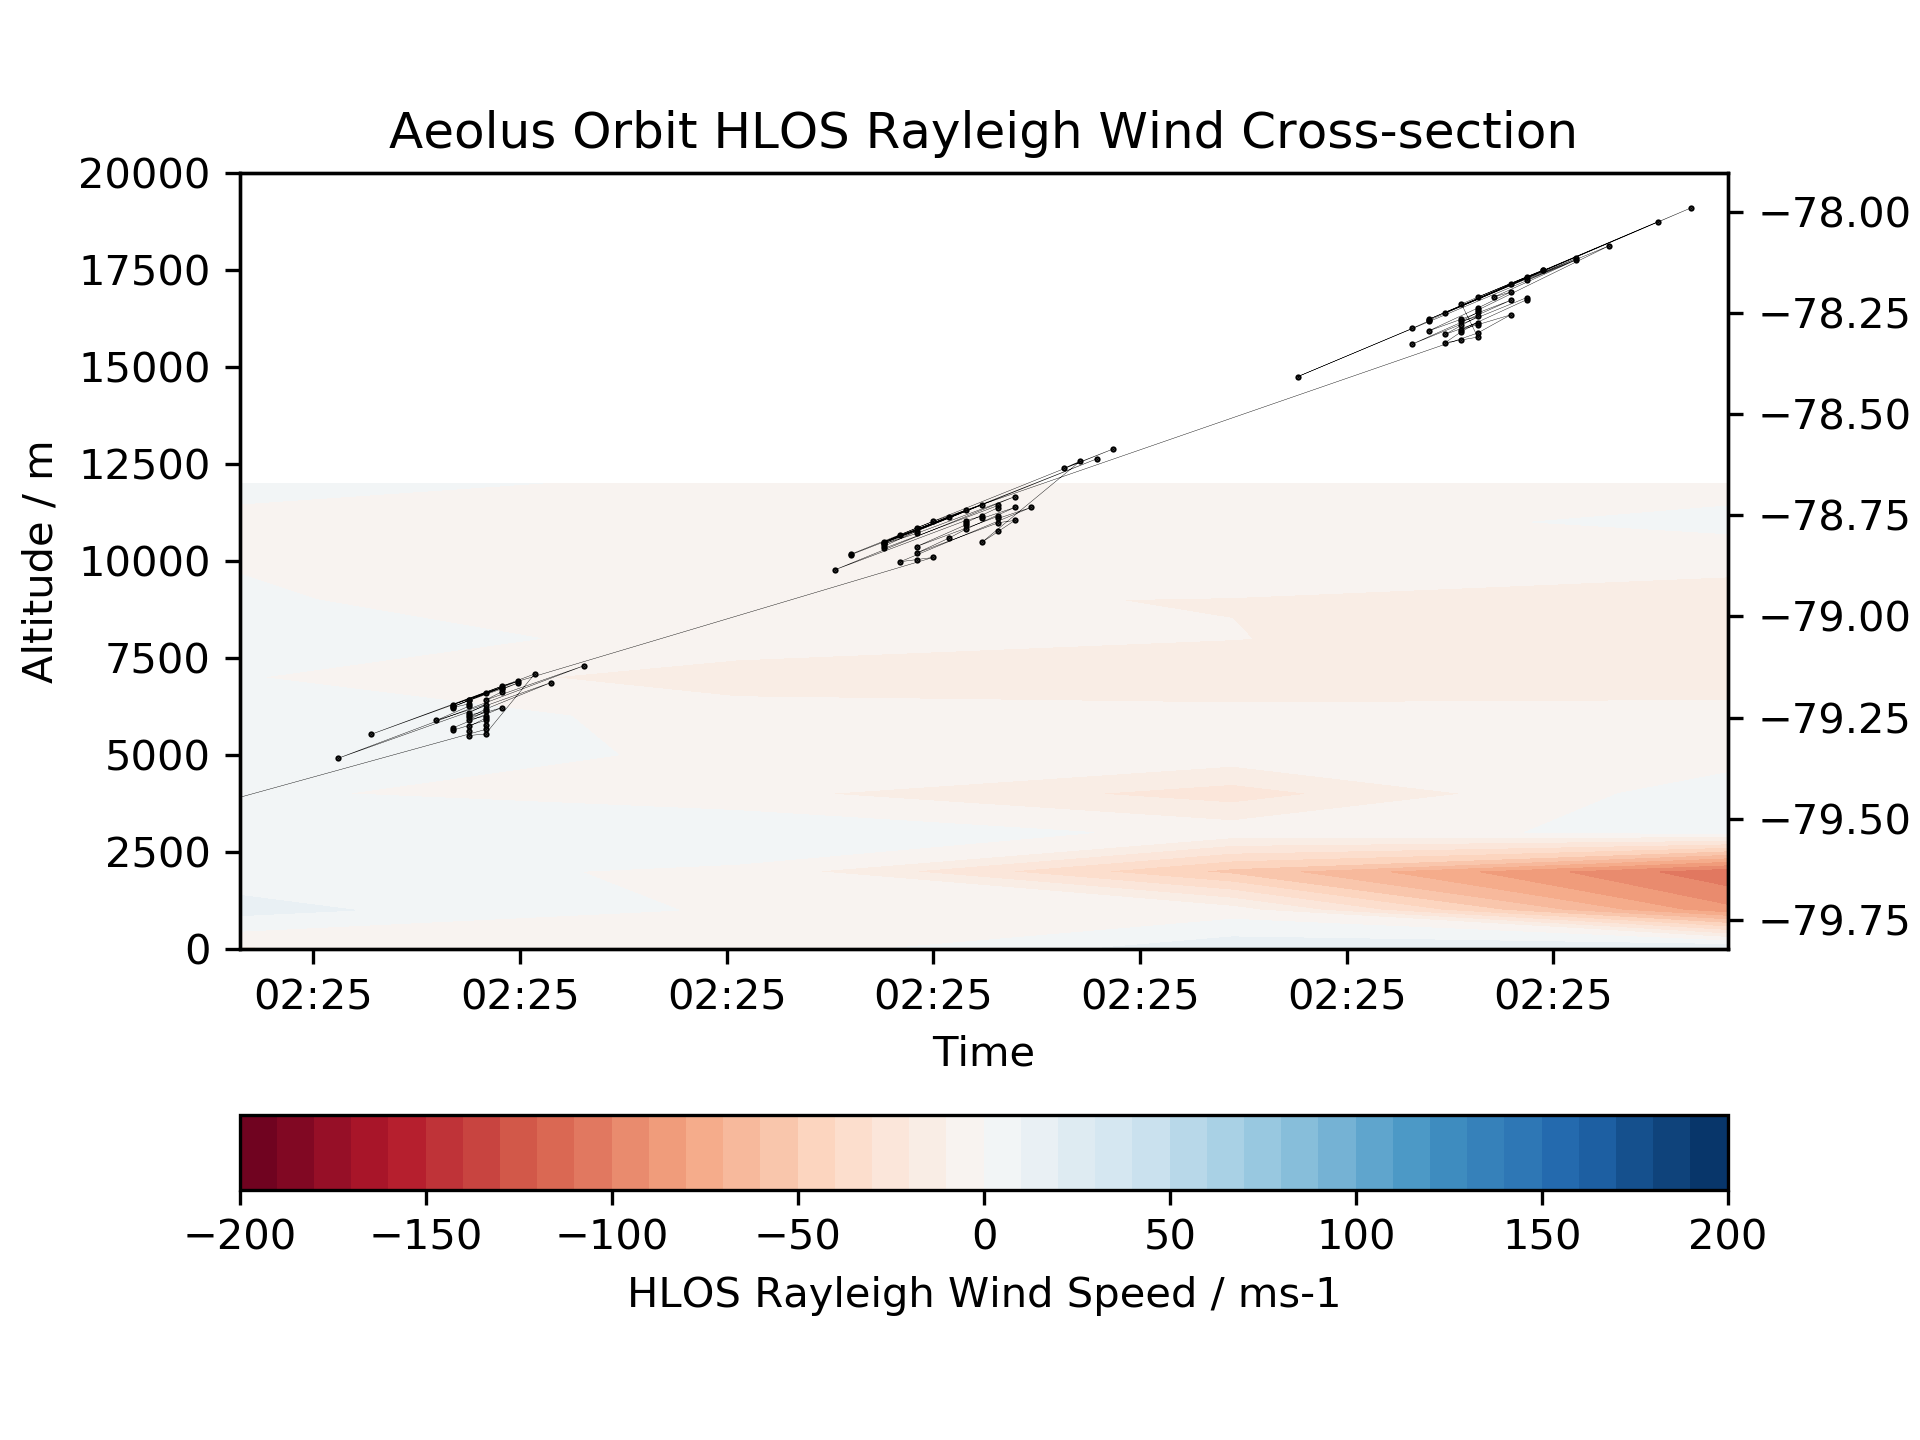 Aeolus Orbit HLOS Rayleigh Wind Cross-section
20000
17500
15000
12500
10000
7500
5000
2500
0
Altitude / m
−78.00
−78.25
−78.50
−78.75
−79.00
−79.25
−79.50
−79.75
02:25 02:25 02:25 02:25 02:25 02:25 02:25
Time
−200 −150 −100 −50 0 50 100 150 200
HLOS Rayleigh Wind Speed / ms-1